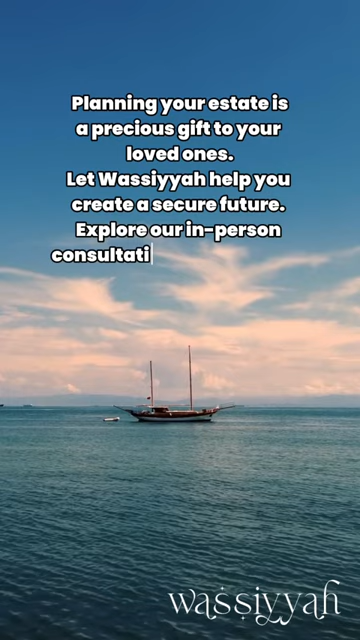 Planning your estate is
a precious gift to your
loved ones.
Let Wassiyyah help you
create a secure future.
Explore our in-person
consultati
wassiyyah